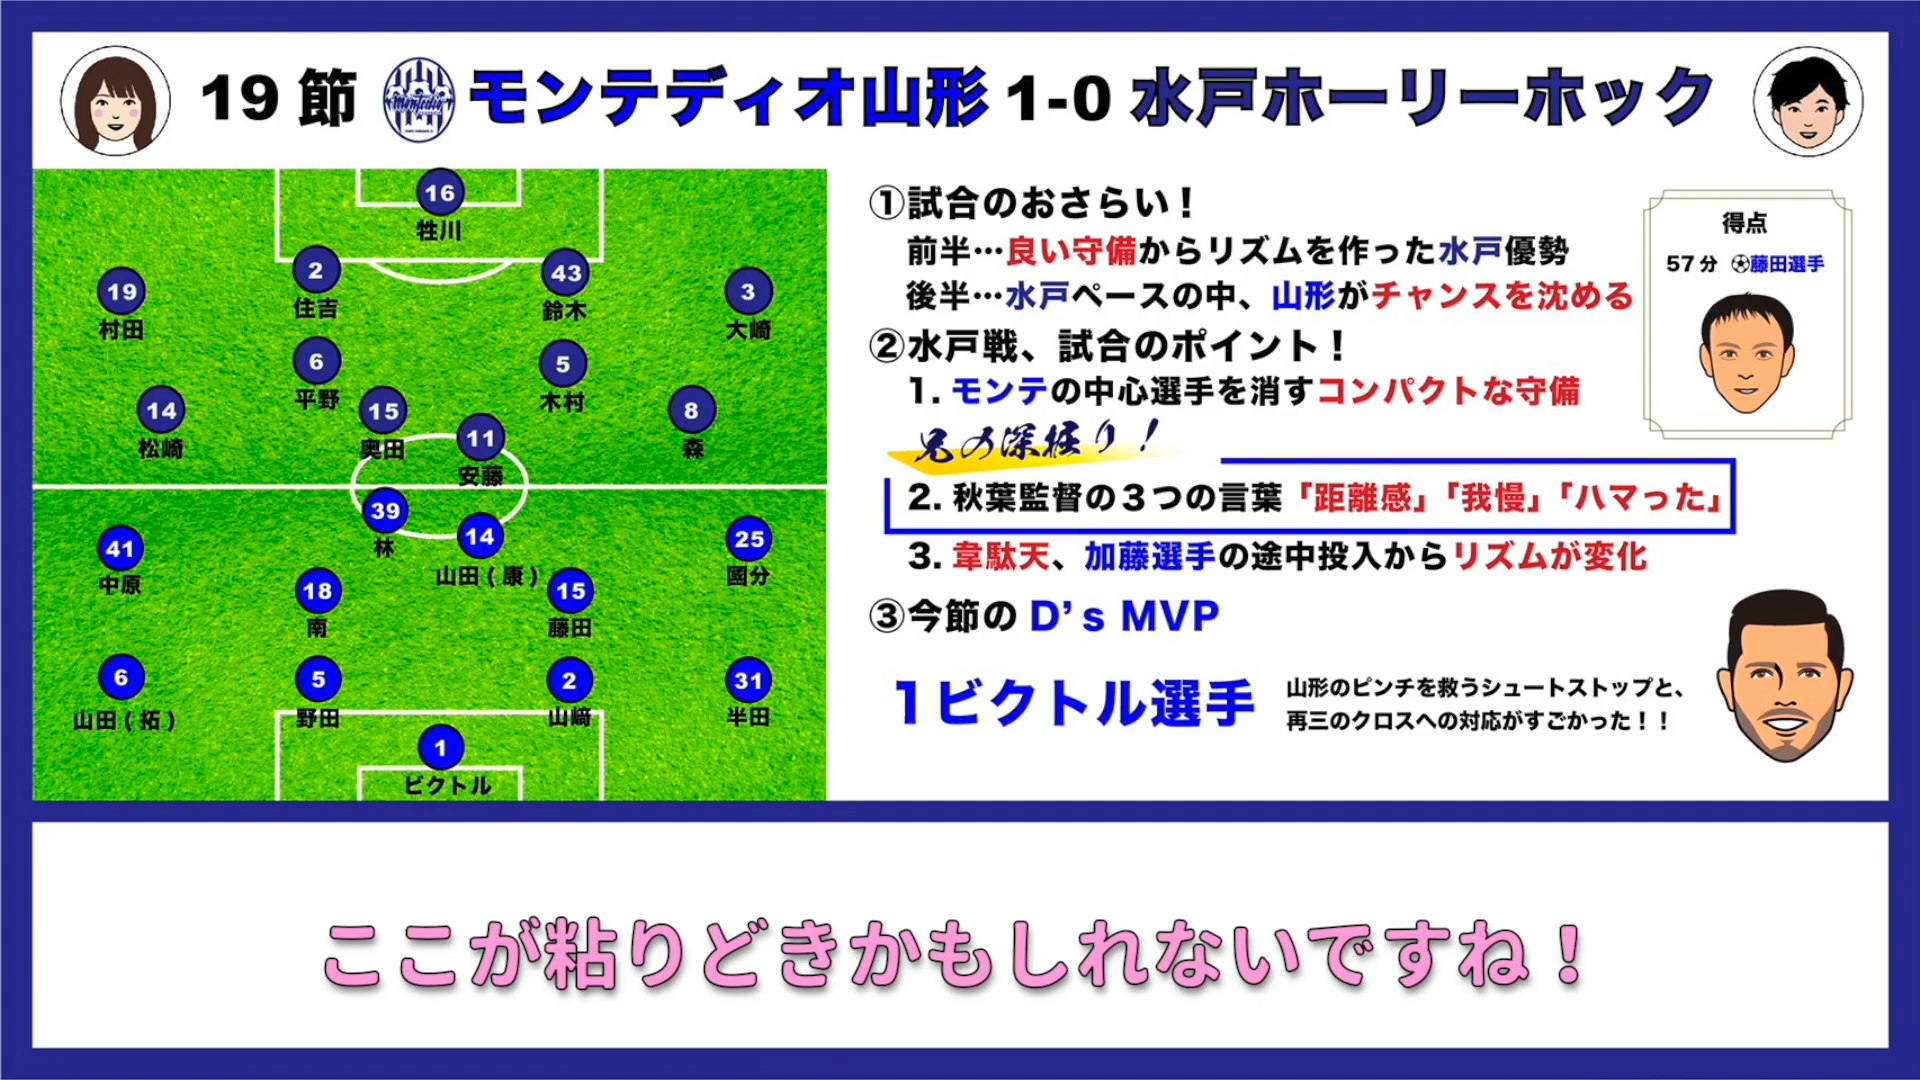 19 節 モンテディオ山形 1-0 水戸ホーリーホック
16
牲川
2
住吉
43
鈴木
19
村田
3
大崎
6
平野
5
木村
14
松崎
15
奥田
11
安藤
8
森
39
林
14
山田 ( 康 )
41
中原
25
國分
18
南
15
藤田
6
山田 ( 拓 )
5
野田
2
山﨑
31
半田
1
ビクトル
①試合のおさらい！
前半…良い守備からリズムを作った水戸優勢
後半…水戸ペースの中、山形がチャンスを沈める
②水戸戦、試合のポイント！
1. モンテの中心選手を消すコンパクトな守備
兄の深掘り！
2. 秋葉監督の３つの言葉「距離感」「我慢」「ハマった」
3. 韋駄天、加藤選手の途中投入からリズムが変化
③今節の D’s MVP
1ビクトル選手
山形のピンチを救うシュートストップと、
再三のクロスへの対応がすごかった！！
得点
57 分 ⚽藤田選手
ここが粘りどきかもしれないですね！